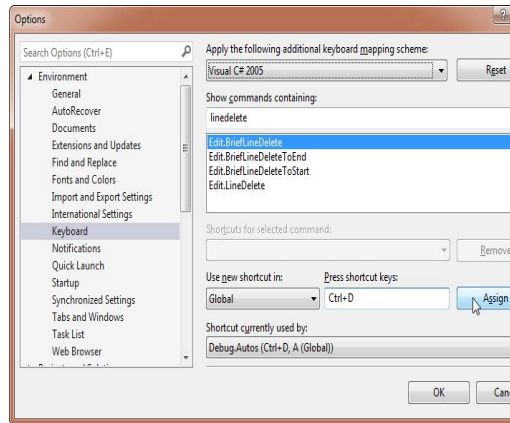 Options
?
Search Options (Ctrl+E)
Environment
General
AutoRecover
Documents
Extensions and Updates
Find and Replace
Fonts and Colors
Import and Export Settings
International Settings
Keyboard
Notifications
Quick Launch
Startup
Synchronized Settings
Tabs and Windows
Task List
Web Browser
Apply the following additional keyboard mapping scheme:
Visual C# 2005
Reset
Show commands containing:
linedelete
Edit.BriefLineDelete
Edit.BriefLineDeleteToEnd
Edit.BriefLineDeleteToStart
Edit.LineDelete
Shortcuts for selected command:
Remove
Use new shortcut in:
Press shortcut keys:
Global
Ctrl+D
Assign
Shortcut currently used by:
Debug.Autos (Ctrl+D, A (Global))
OK
Can